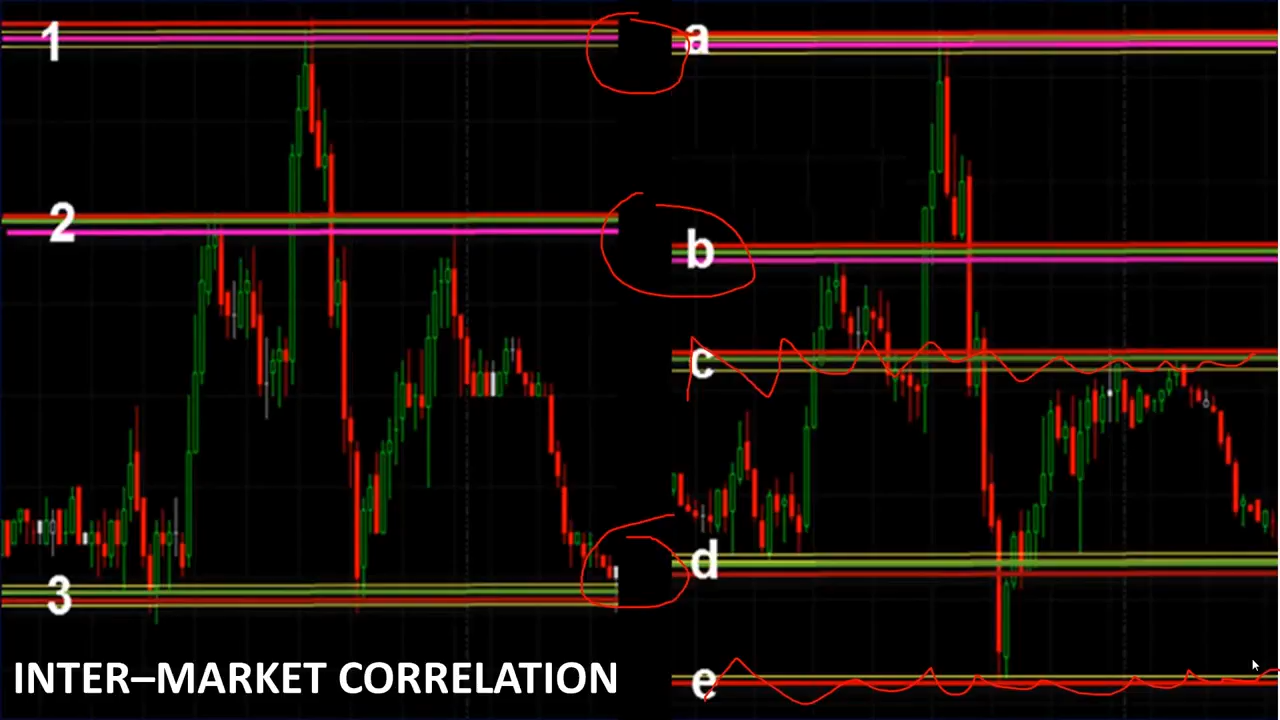 1
a
2
b
c
d
3
INTER–MARKET CORRELATION
e